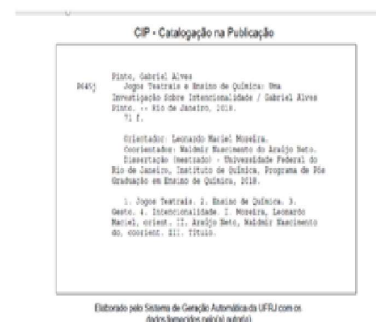 CIP - Catalogação na Publicação
Pinto, Gabriel Alves
P645j Jogos Teatrais e Ensino de Química: Uma
Investigação Sobre Intencionalidade / Gabriel Alves
Pinto. -- Rio de Janeiro, 2018.
71 f.
Orientador: Leonardo Maciel Moreira.
Coorientador: Waldmir Nascimento de Araújo Neto.
Dissertação (mestrado) - Universidade Federal do
Rio de Janeiro, Instituto de Química, Programa de Pós
Graduação em Ensino de Química, 2018.
1. Jogos Teatrais. 2. Ensino de Química. 3.
Gesto. 4. Intencionalidade. I. Moreira, Leonardo
Maciel, orient. II. Araújo Neto, Waldmir Nascimento
de, coorient. III. Título.
Elaborado pelo Sistema de Geração Automática da UFRJ com os
dados fornecidos pelo(a) autor(a).